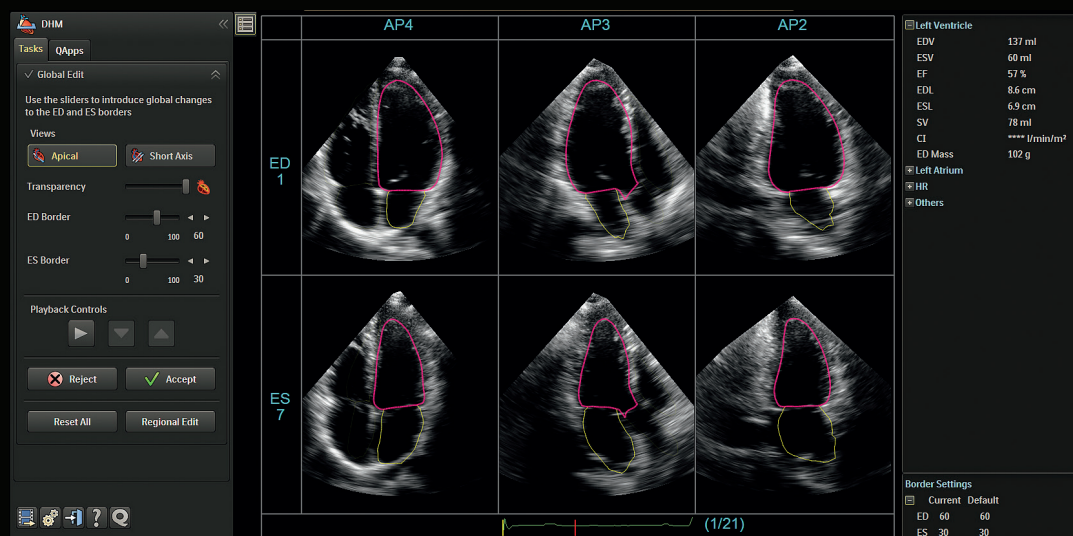 DHM
Tasks
QApps
Global Edit
Use the sliders to introduce global changes
to the ED and ES borders
Views
Apical
Short Axis
Transparency
ED Border
0 100 60
ES Border
0 100 30
Playback Controls
Reject
Accept
Reset All
Regional Edit
AP4 AP3 AP2
ED
1
ES
7
(1/21)
Left Ventricle
EDV 137 ml
ESV 60 ml
EF 57 %
EDL 8.6 cm
ESL 6.9 cm
SV 78 ml
CI **** l/min/m²
ED Mass 102 g
Left Atrium
HR
Others
Border Settings
Current Default
ED 60 60
ES 30 30